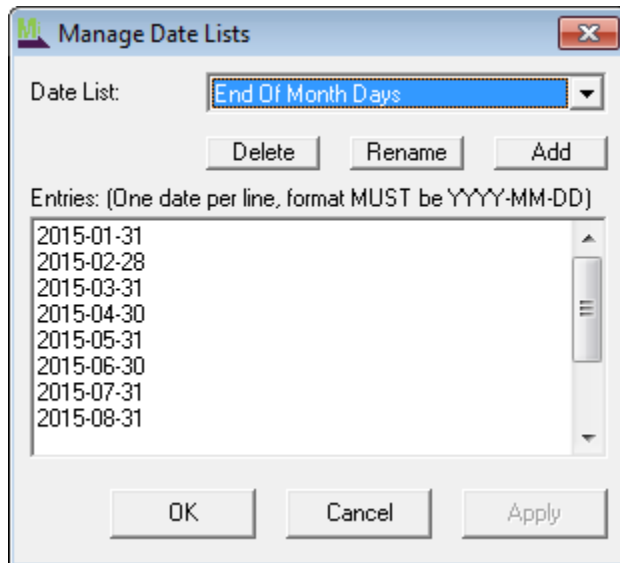 Manage Date Lists
Date List: End Of Month Days
Delete Rename Add
Entries: (One date per line, format MUST be YYYY-MM-DD)
2015-01-31
2015-02-28
2015-03-31
2015-04-30
2015-05-31
2015-06-30
2015-07-31
2015-08-31
OK Cancel Apply